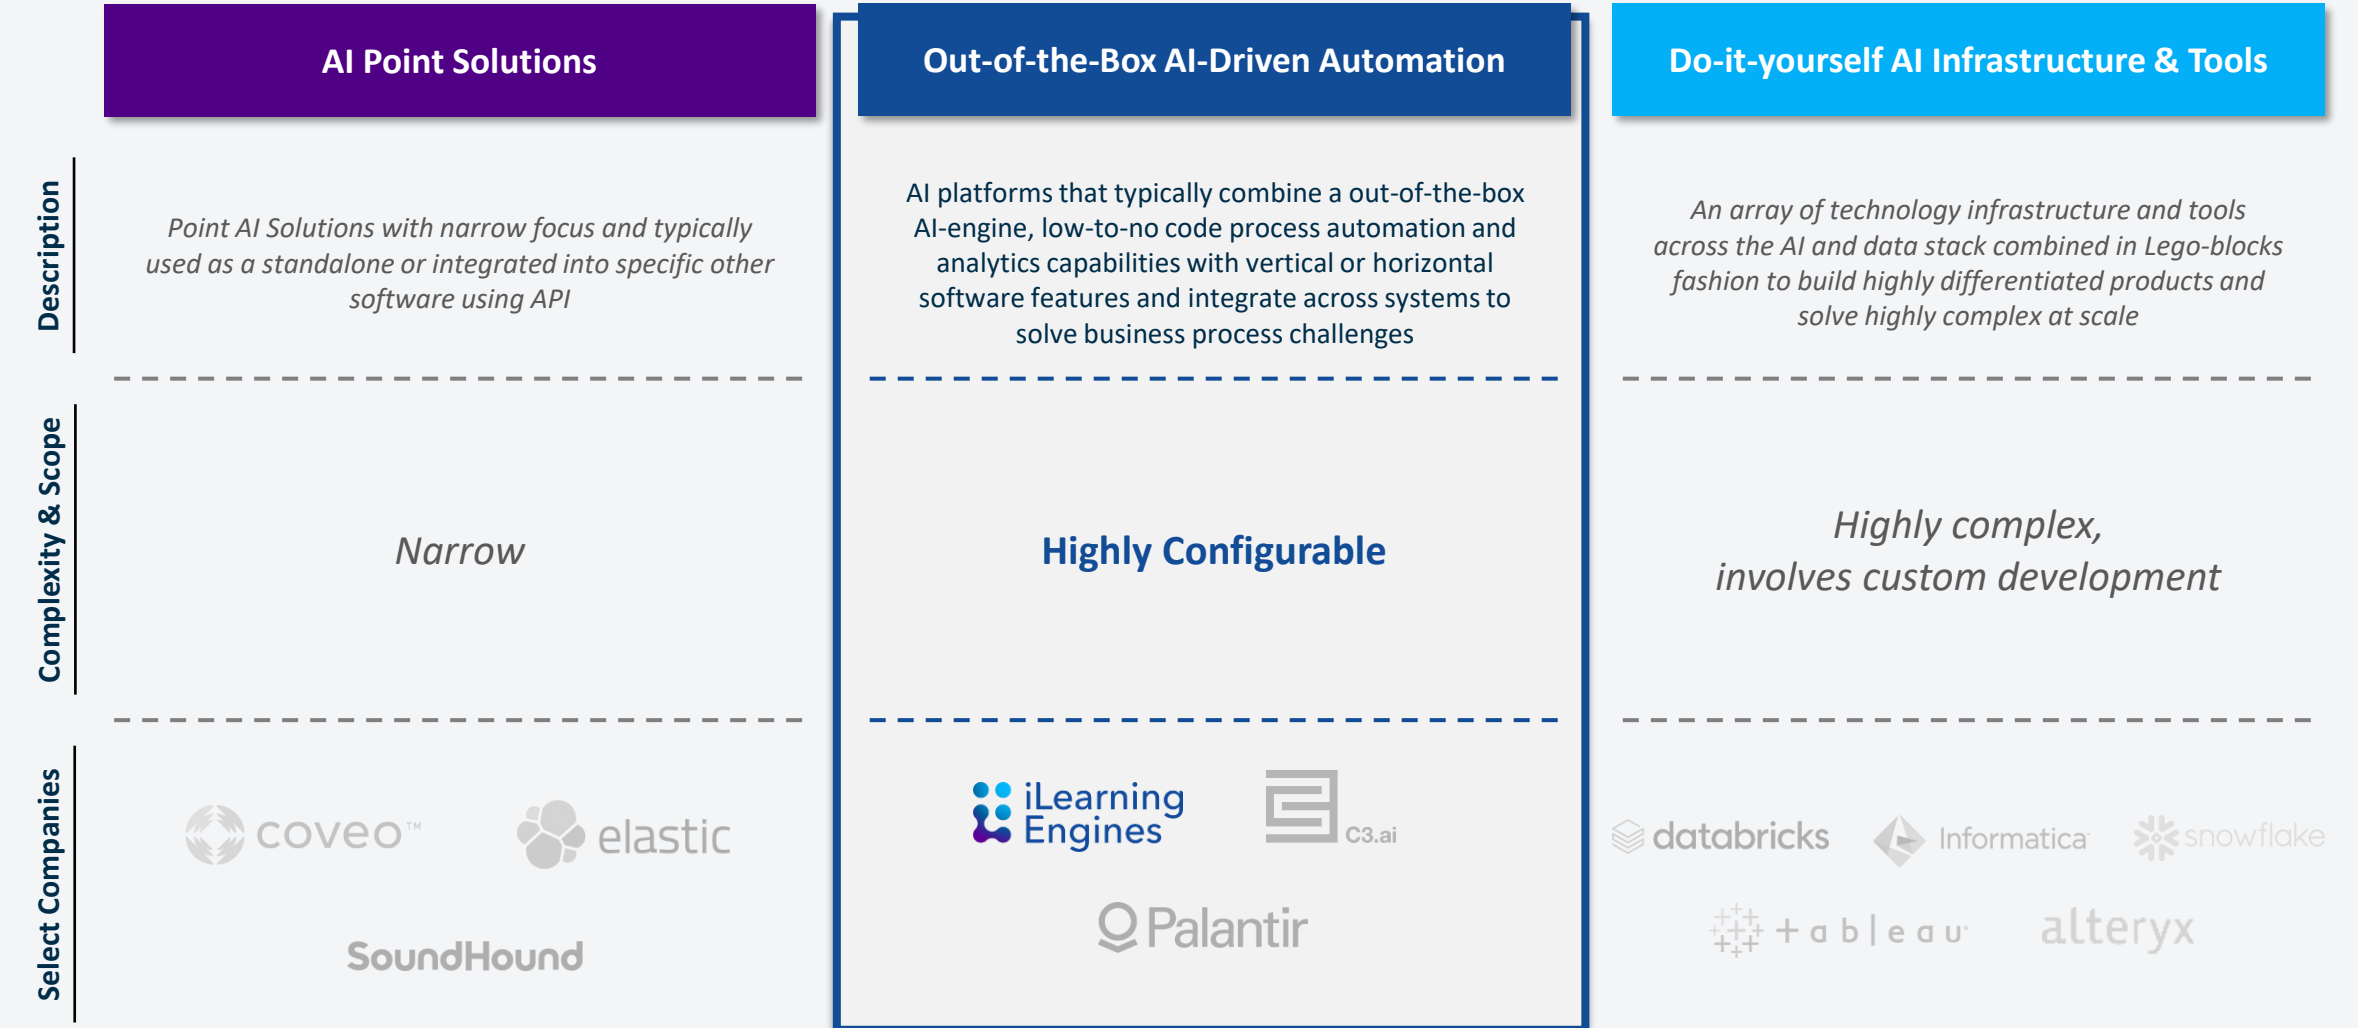 AI Point Solutions
Out-of-the-Box AI-Driven Automation
Do-it-yourself AI Infrastructure & Tools
Description
Point AI Solutions with narrow focus and typically
used as a standalone or integrated into specific other
software using API
AI platforms that typically combine a out-of-the-box
AI-engine, low-to-no code process automation and
analytics capabilities with vertical or horizontal
software features and integrate across systems to
solve business process challenges
An array of technology infrastructure and tools
across the AI and data stack combined in Lego-blocks
fashion to build highly differentiated products and
solve highly complex at scale
Complexity & Scope
Narrow
Highly Configurable
Highly complex,
involves custom development
Select Companies
coveo™
elastic
SoundHound
iLearning
Engines
C3.ai
Palantir
databricks
Informatica
snowflake
+ableau
alteryx